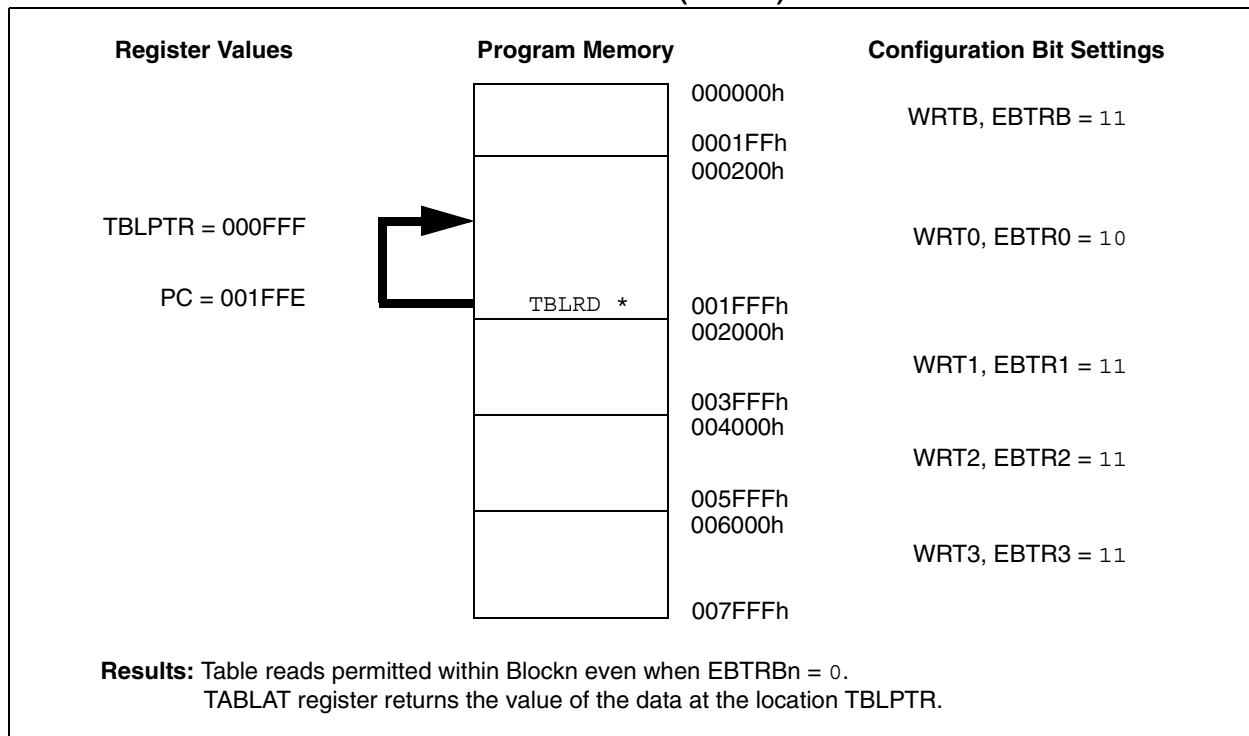 Register Values Program Memory Configuration Bit Settings
000000h
WRTB, EBTRB = 11
0001FFh
000200h
TBLPTR = 000FFF
WRT0, EBTR0 = 10
PC = 001FFE
TBLRD *
001FFFh
002000h
WRT1, EBTR1 = 11
003FFFh
004000h
WRT2, EBTR2 = 11
005FFFh
006000h
WRT3, EBTR3 = 11
007FFFh
Results: Table reads permitted within Blockn even when EBTRBn = 0.
TABLAT register returns the value of the data at the location TBLPTR.